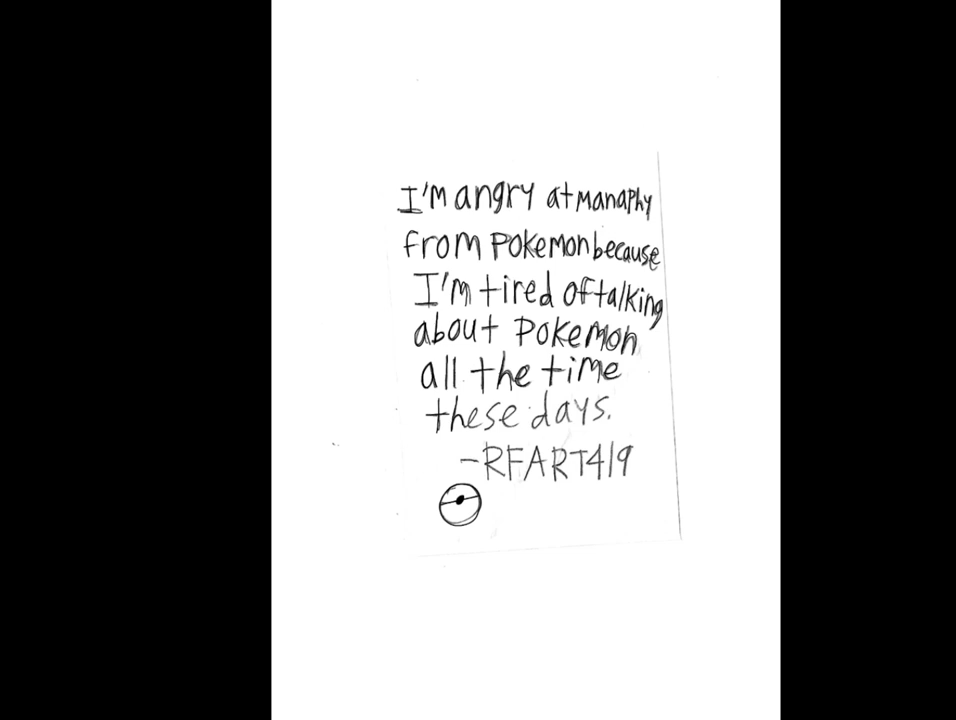 I'm angry at manaphy
from Pokemon because
I'm tired of talking
about Pokemon
all the time
these days.
-RFART419